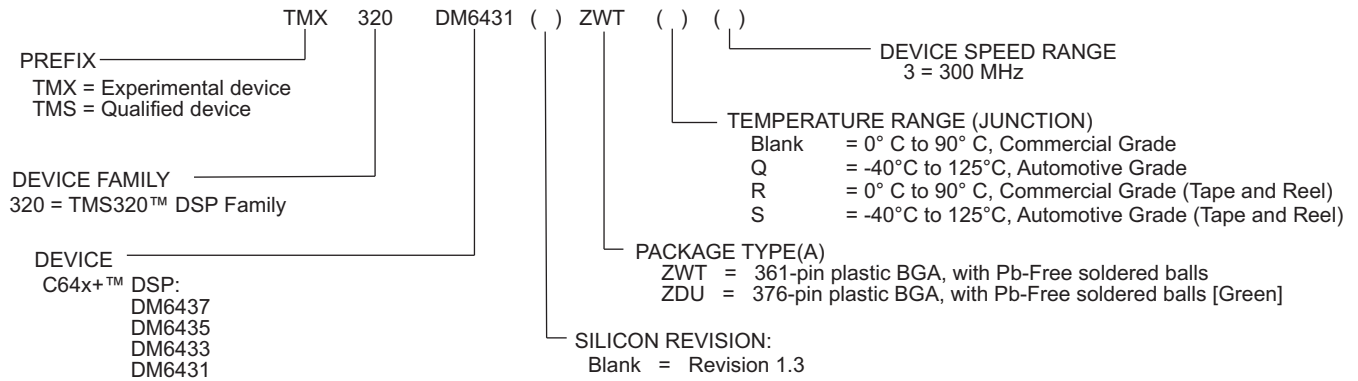 TMX 320 DM6431 ( ) ZWT ( ) ( )
PREFIX
TMX = Experimental device
TMS = Qualified device
DEVICE SPEED RANGE
3 = 300 MHz
TEMPERATURE RANGE (JUNCTION)
Blank = 0° C to 90° C, Commercial Grade
Q = -40°C to 125°C, Automotive Grade
R = 0° C to 90° C, Commercial Grade (Tape and Reel)
S = -40°C to 125°C, Automotive Grade (Tape and Reel)
DEVICE FAMILY
320 = TMS320™ DSP Family
PACKAGE TYPE(A)
ZWT = 361-pin plastic BGA, with Pb-Free soldered balls
ZDU = 376-pin plastic BGA, with Pb-Free soldered balls [Green]
DEVICE
C64x+™ DSP:
DM6437
DM6435
DM6433
DM6431
SILICON REVISION:
Blank = Revision 1.3